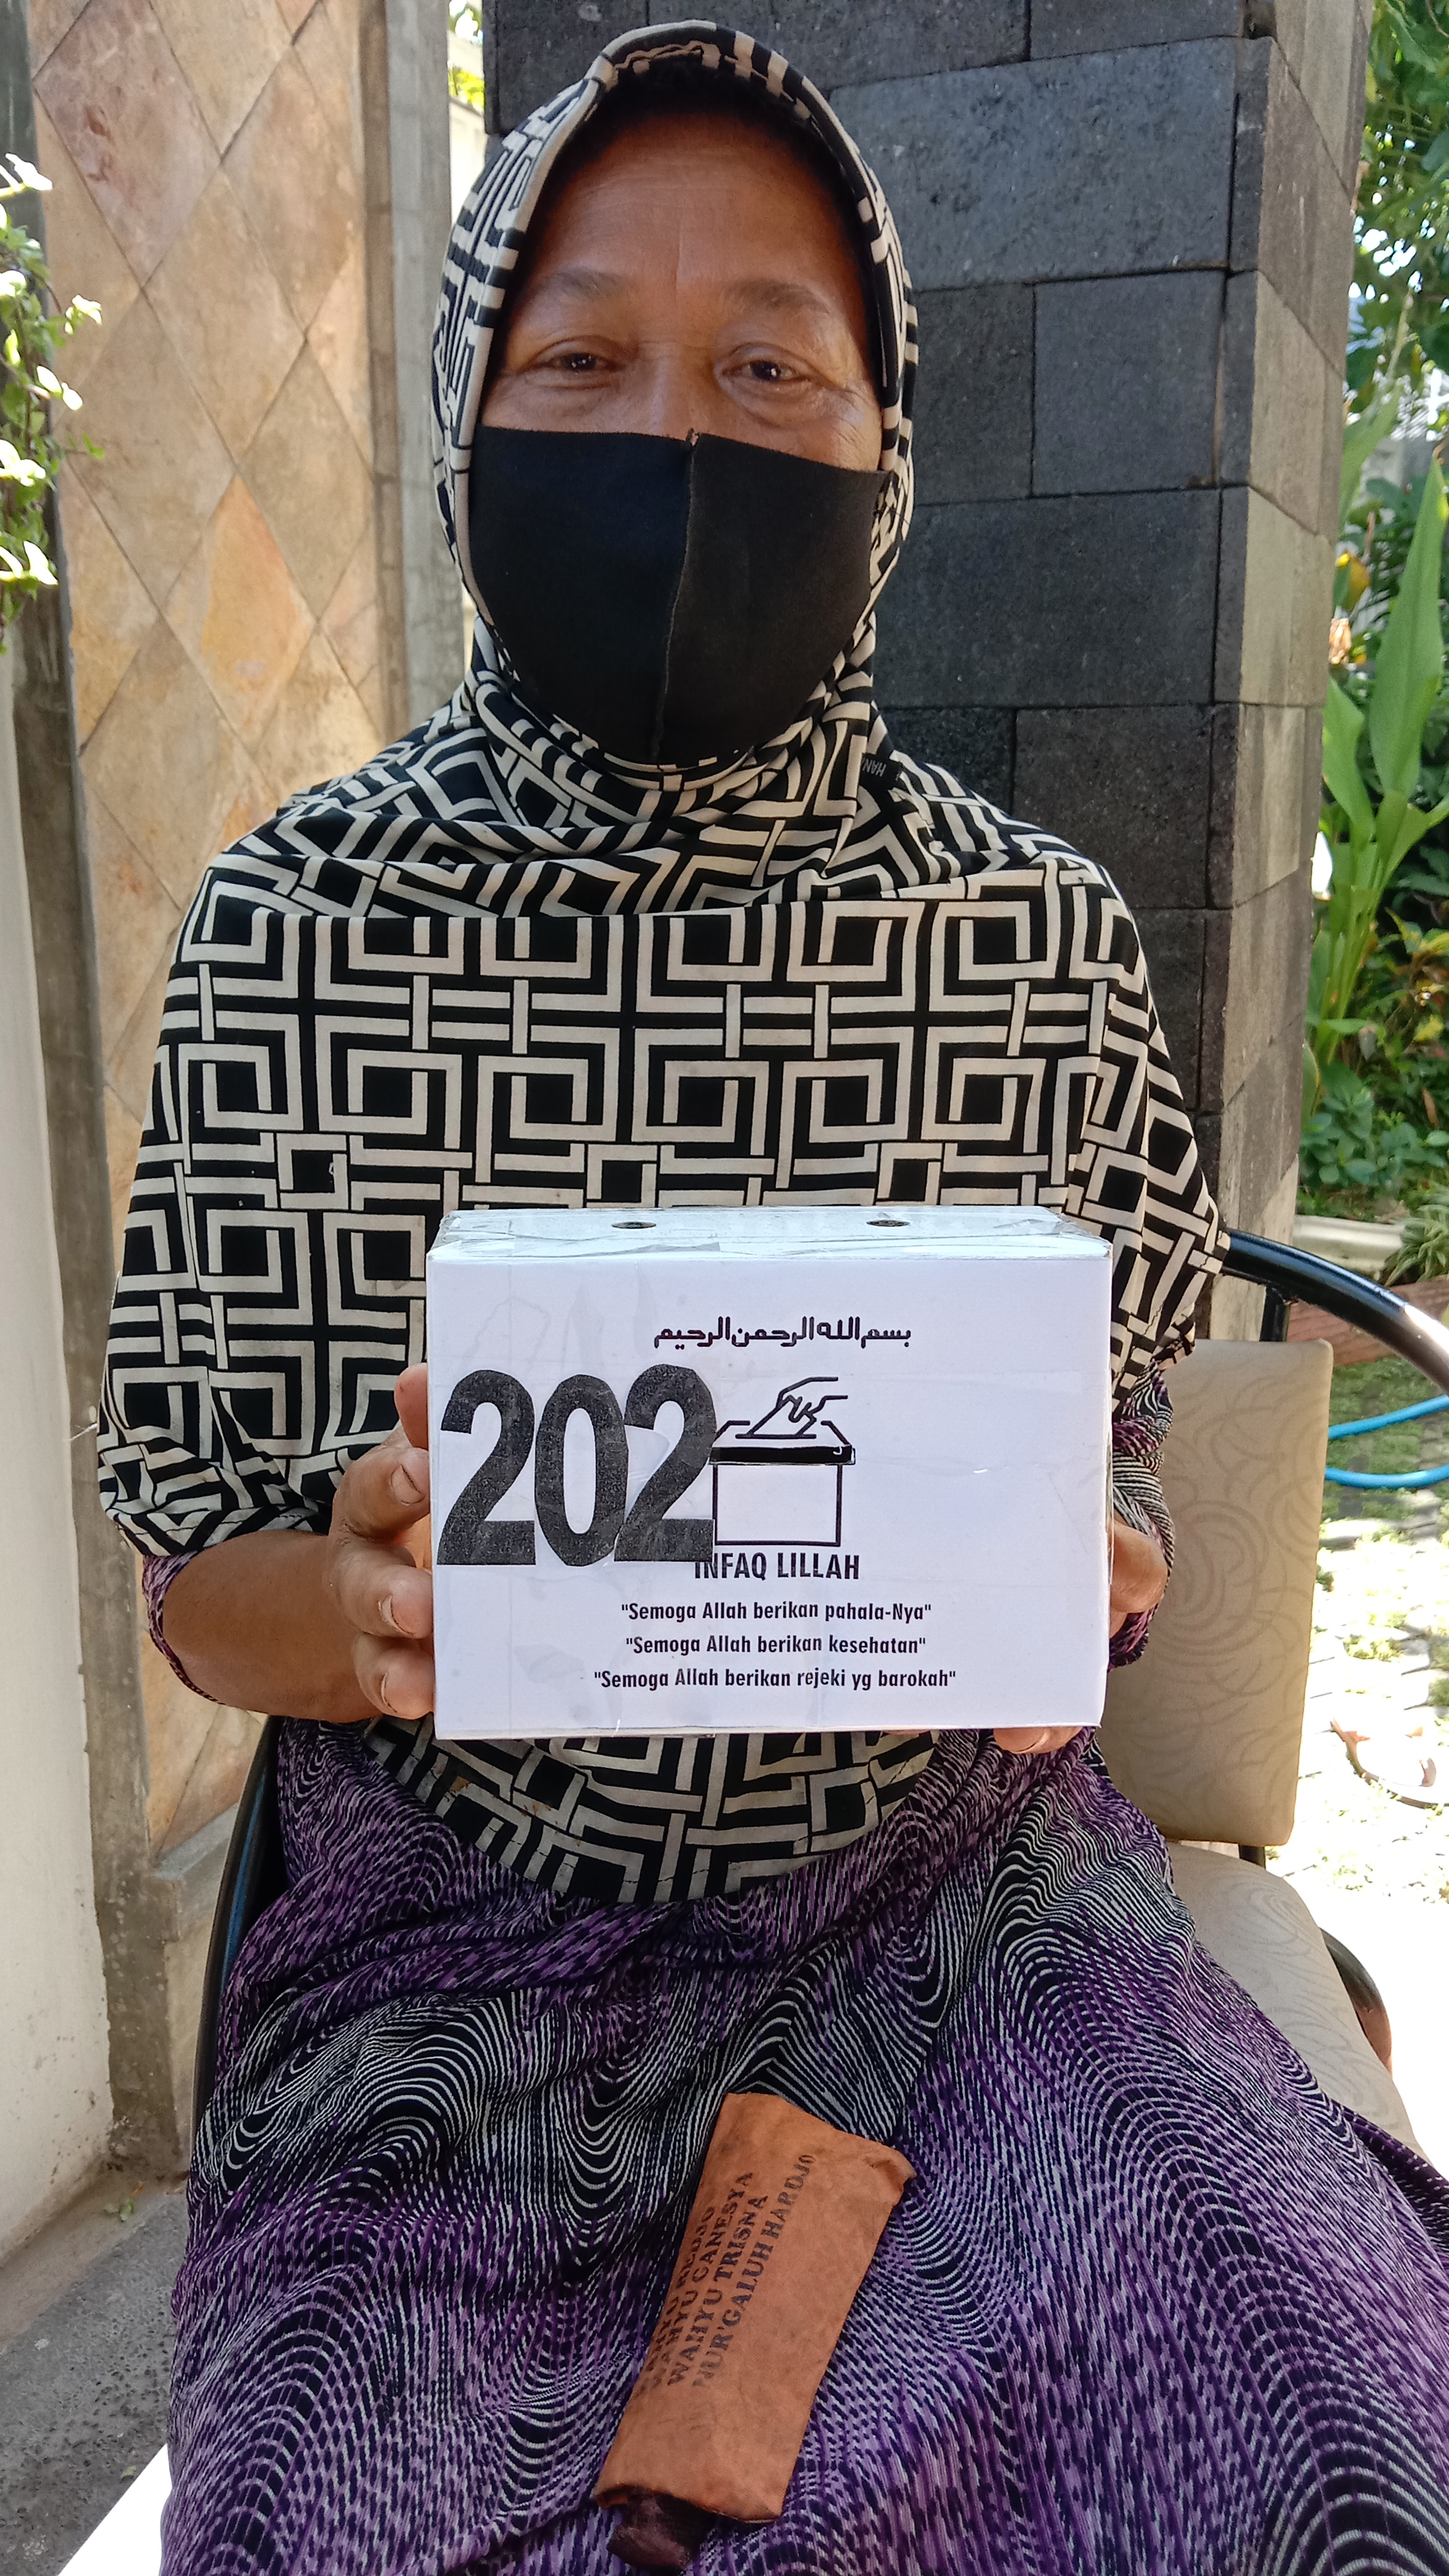 HAN
بسم الله الرحمن الرحيم
202
INFAQ LILLAH
"Semoga Allah berikan pahala-Nya"
"Semoga Allah berikan kesehatan"
"Semoga Allah berikan rejeki yg barokah"
WAHYU GANESYA
WAHYU TRISNA
NUR'GALUH HARDJO